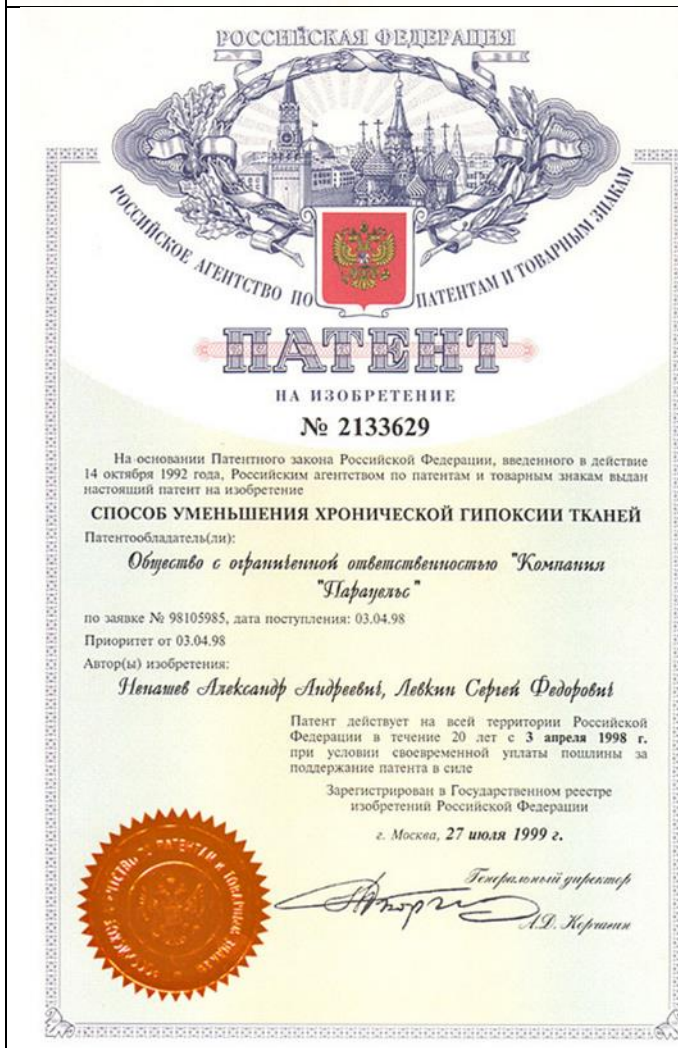 РОССИЙСКАЯ ФЕДЕРАЦИЯ
РОССИЙСКОЕ АГЕНТСТВО ПО ПАТЕНТАМ И ТОВАРНЫМ ЗНАКАМ
ПАТЕНТ
НА ИЗОБРЕТЕНИЕ
№ 2133629
На основании Патентного закона Российской Федерации, введенного в действие
14 октября 1992 года, Российским агентством по патентам и товарным знакам выдан
настоящий патент на изобретение
СПОСОБ УМЕНЬШЕНИЯ ХРОНИЧЕСКОЙ ГИПОКСИИ ТКАНЕЙ
Патентообладатель(ли):
Общество с ограниченной ответственностью "Компания
"Парацельс"
по заявке № 98105985, дата поступления: 03.04.98
Приоритет от 03.04.98
Автор(ы) изобретения:
Ненашев Александр Андреевич, Левкин Сергей Федорович
Патент действует на всей территории Российской
Федерации в течение 20 лет с 3 апреля 1998 г.
при условии своевременной уплаты пошлины за
поддержание патента в силе
Зарегистрирован в Государственном реестре
изобретений Российской Федерации
г. Москва, 27 июля 1999 г.
Генеральный директор
А.Д. Корчагин